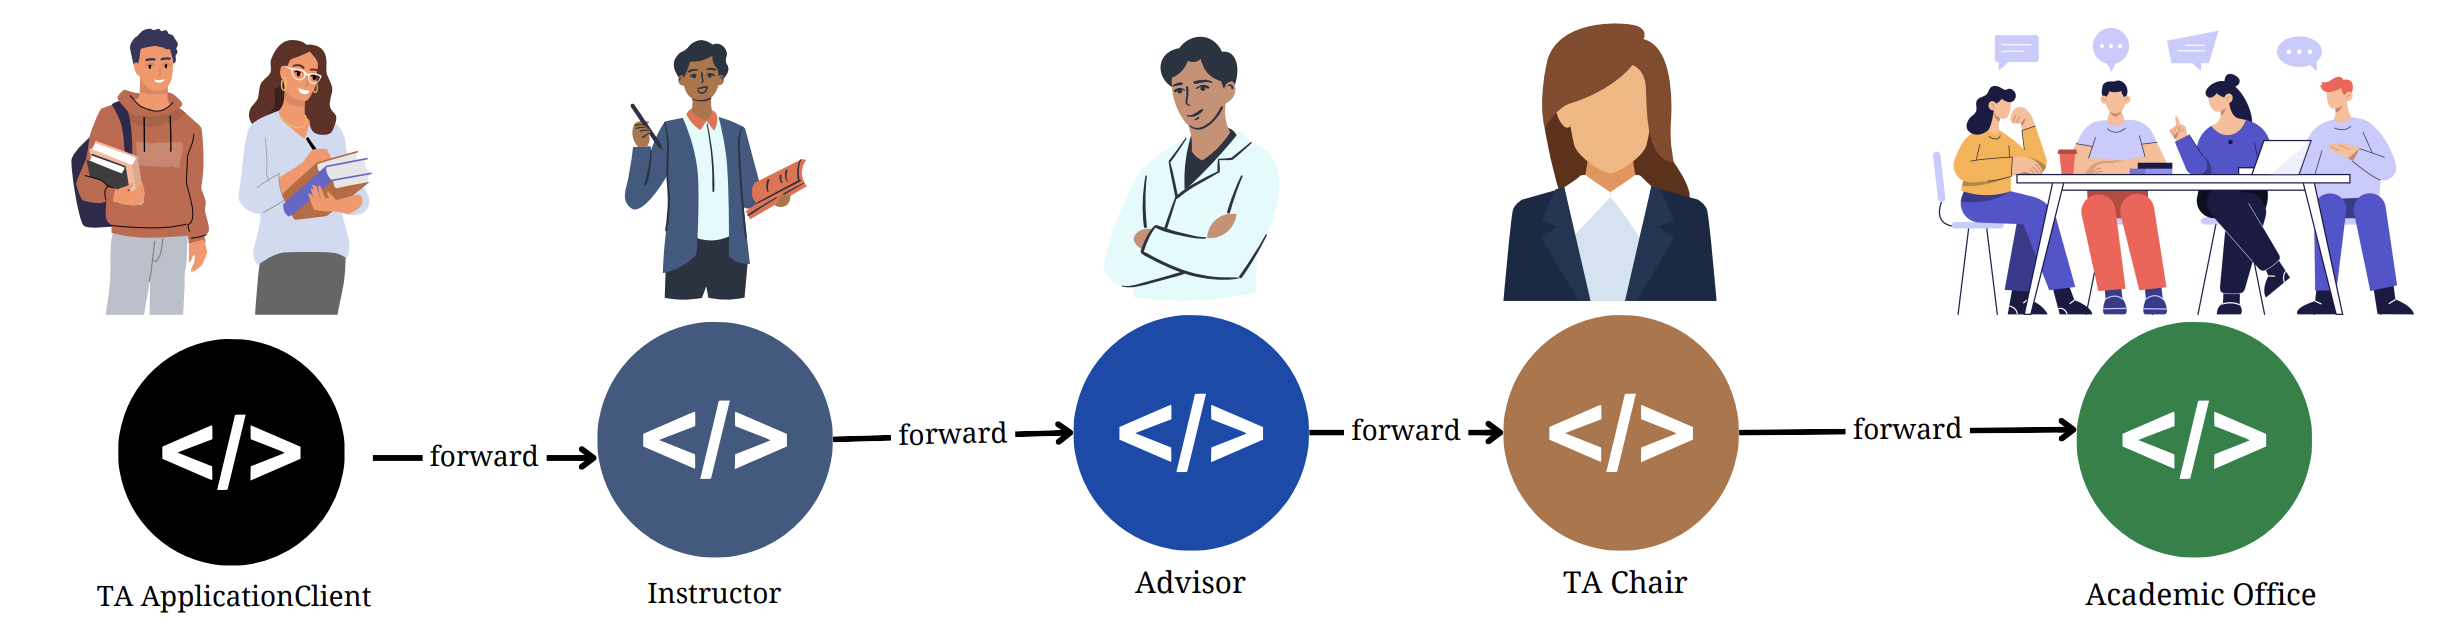 </>
</>
</>
</>
</>
forward
forward
forward
forward
TA ApplicationClient
Instructor
Advisor
TA Chair
Academic Office